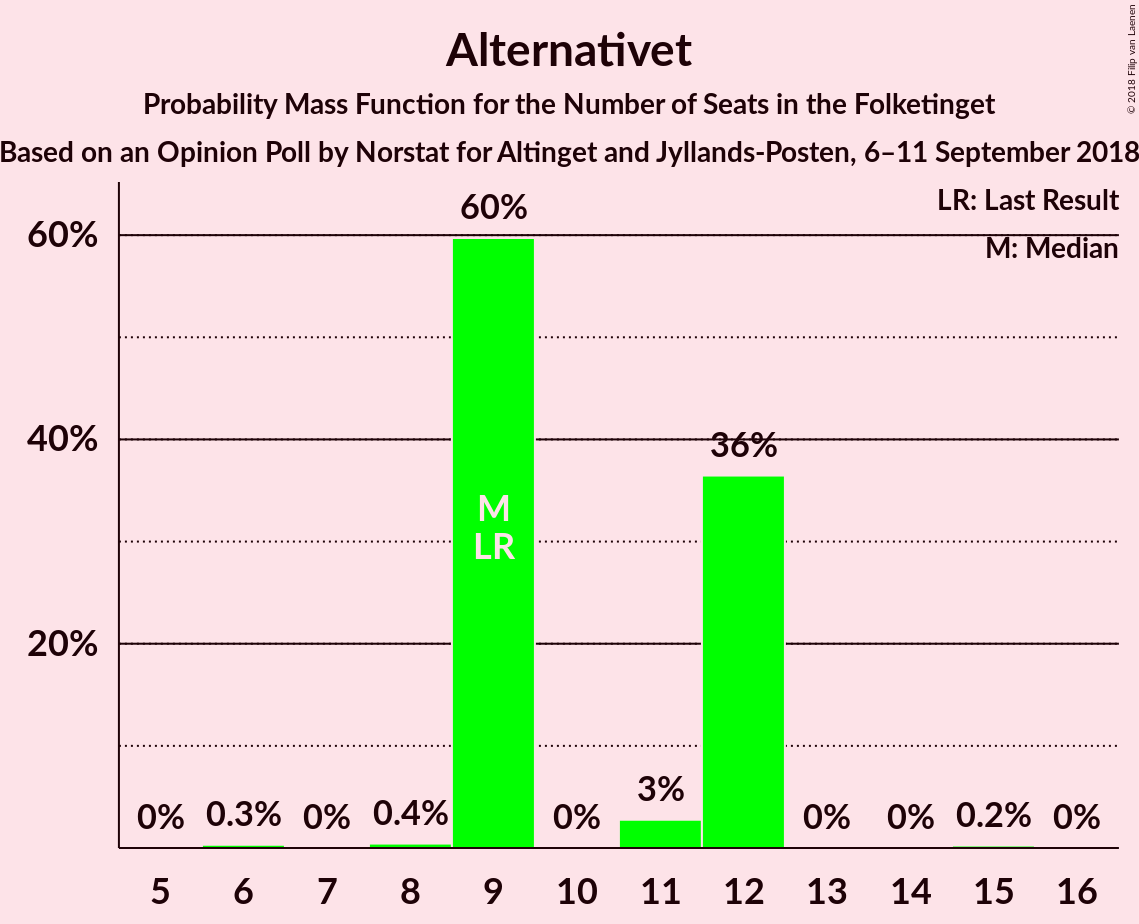 Alternativet
Probability Mass Function for the Number of Seats in the Folketinget
Based on an Opinion Poll by Norstat for Altinget and Jyllands-Posten, 6–11 September 2018
© 2018 Filip van Laenen
LR: Last Result
M: Median
60%
40%
20%
0% 0.3% 0% 0.4% 60% 0% 3% 36% 0% 0% 0.2% 0%
M
LR
5 6 7 8 9 10 11 12 13 14 15 16